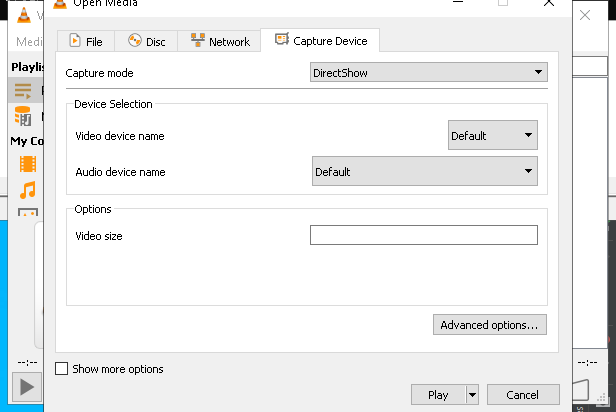 Open Media
V
Medi
File
Disc
Network
Capture Device
Playlis
Capture mode
DirectShow
Device Selection
Video device name
Default
My Co
Audio device name
Default
Options
Video size
Advanced options...
--:--
--:--
Show more options
Play
Cancel